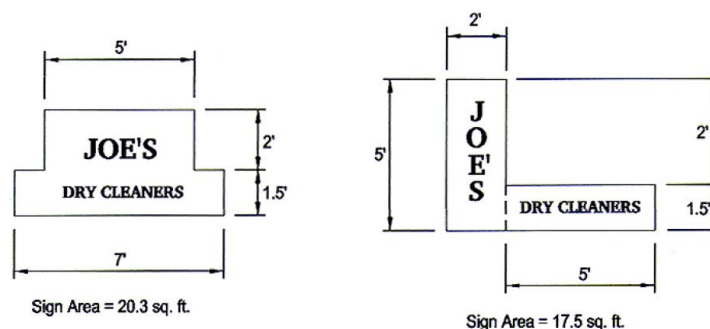 5'
JOE'S
2'
DRY CLEANERS
1.5'
7'
Sign Area = 20.3 sq. ft.
2'
5'
JOE'S
2'
DRY CLEANERS
1.5'
5'
Sign Area = 17.5 sq. ft.